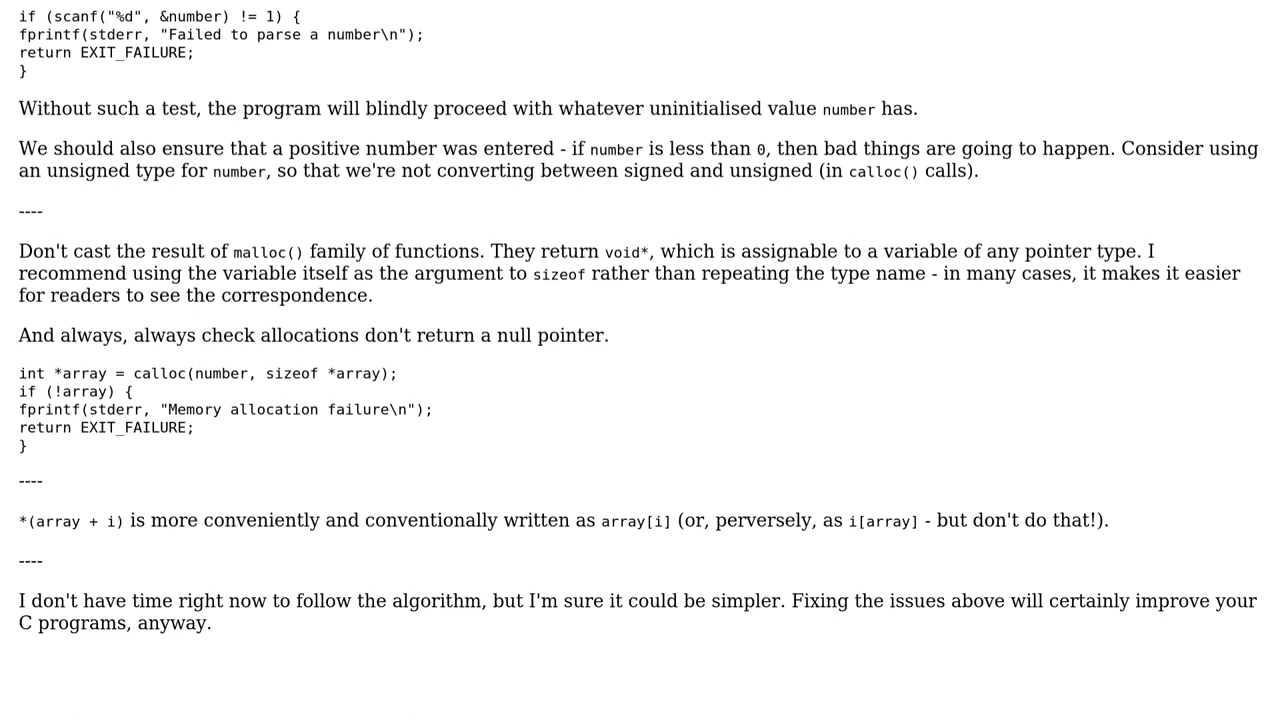 if (scanf("%d", &number) != 1) {
fprintf(stderr, "Failed to parse a number\n");
return EXIT_FAILURE;
}
Without such a test, the program will blindly proceed with whatever uninitialised value number has.
We should also ensure that a positive number was entered - if number is less than 0, then bad things are going to happen. Consider using
an unsigned type for number, so that we're not converting between signed and unsigned (in calloc() calls).
----
Don't cast the result of malloc() family of functions. They return void*, which is assignable to a variable of any pointer type. I
recommend using the variable itself as the argument to sizeof rather than repeating the type name - in many cases, it makes it easier
for readers to see the correspondence.
And always, always check allocations don't return a null pointer.
int *array = calloc(number, sizeof *array);
if (!array) {
fprintf(stderr, "Memory allocation failure\n");
return EXIT_FAILURE;
}
----
*(array + i) is more conveniently and conventionally written as array[i] (or, perversely, as i[array] - but don't do that!).
----
I don't have time right now to follow the algorithm, but I'm sure it could be simpler. Fixing the issues above will certainly improve your
C programs, anyway.